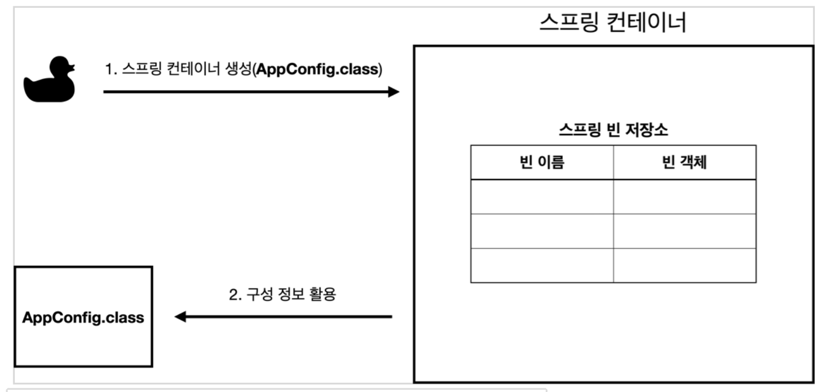 스프링 컨테이너
1. 스프링 컨테이너 생성(AppConfig.class)
스프링 빈 저장소
빈 이름 빈 객체
AppConfig.class
2. 구성 정보 활용